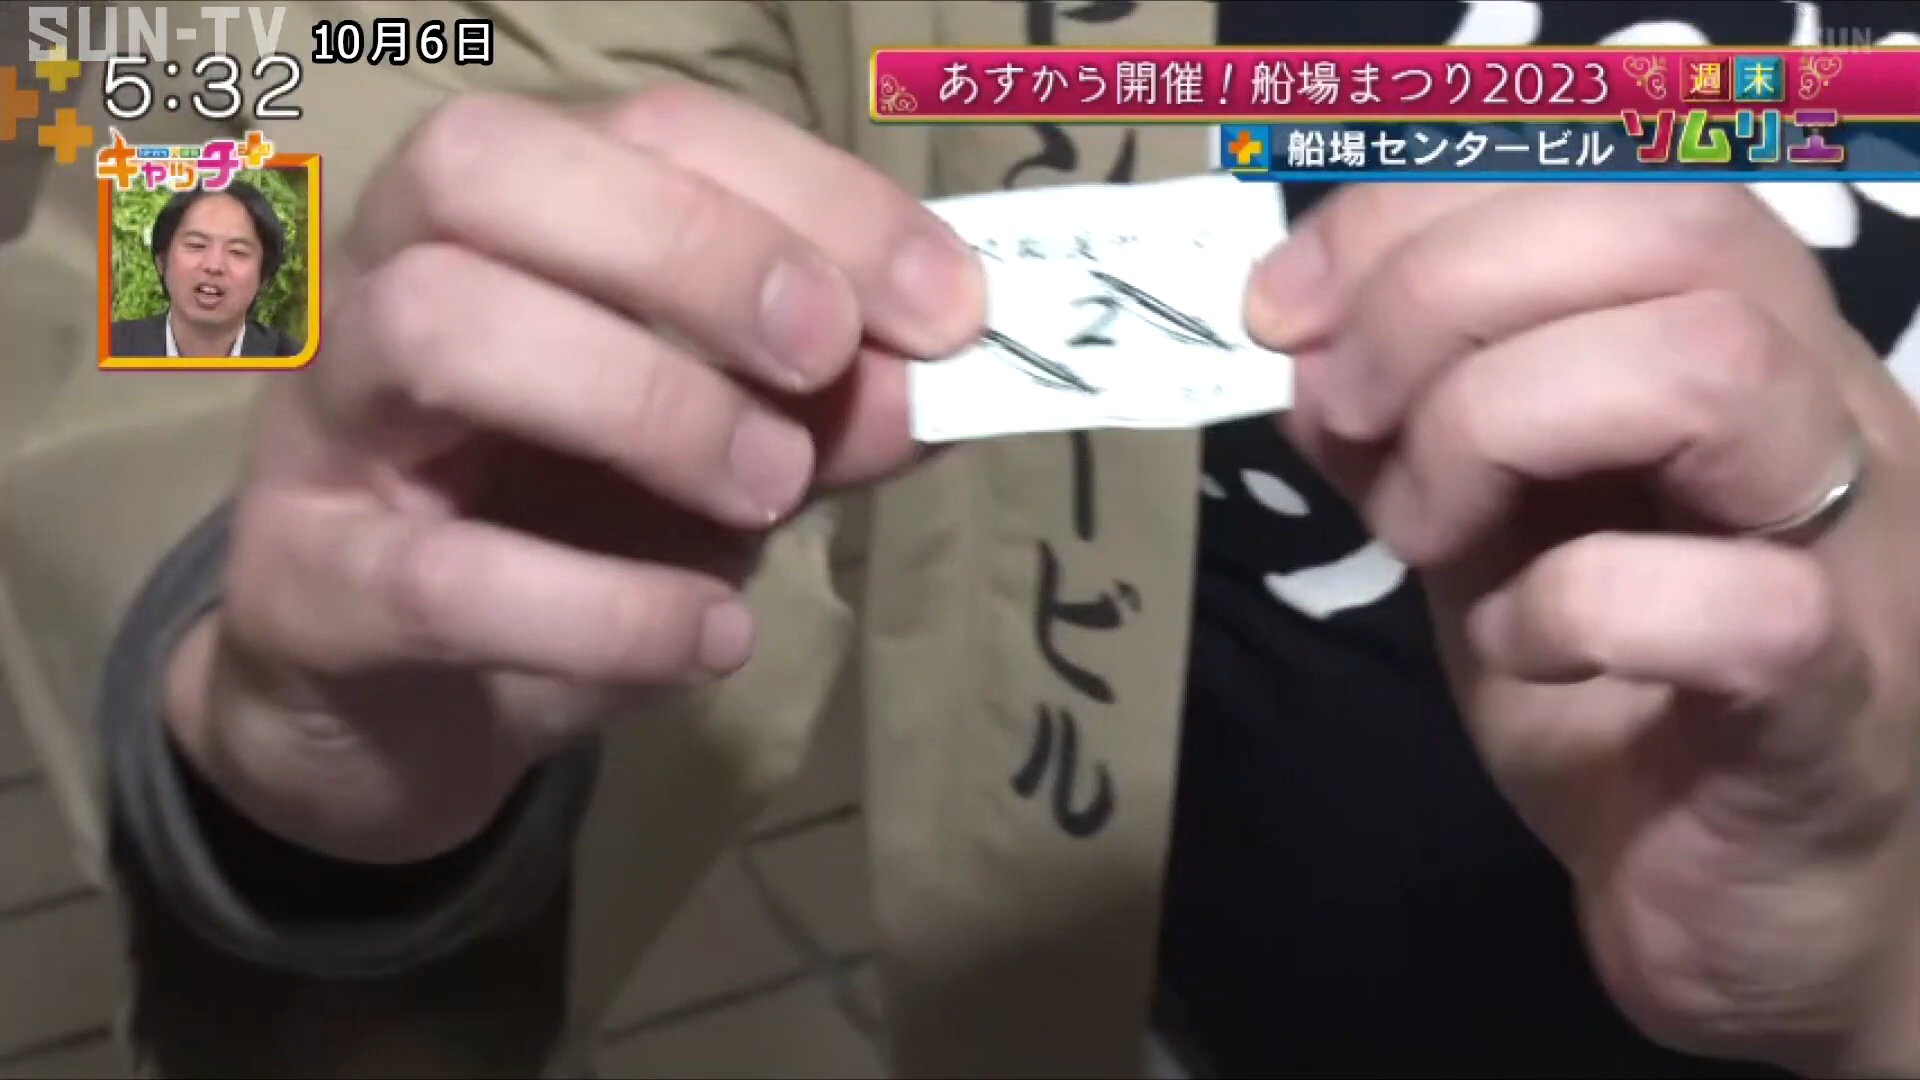 SUN-TV
10月6日
5:32
キャッチ+
あすから開催!船場まつり2023
週末
ソムリエ
船場センタービル
2
ービル